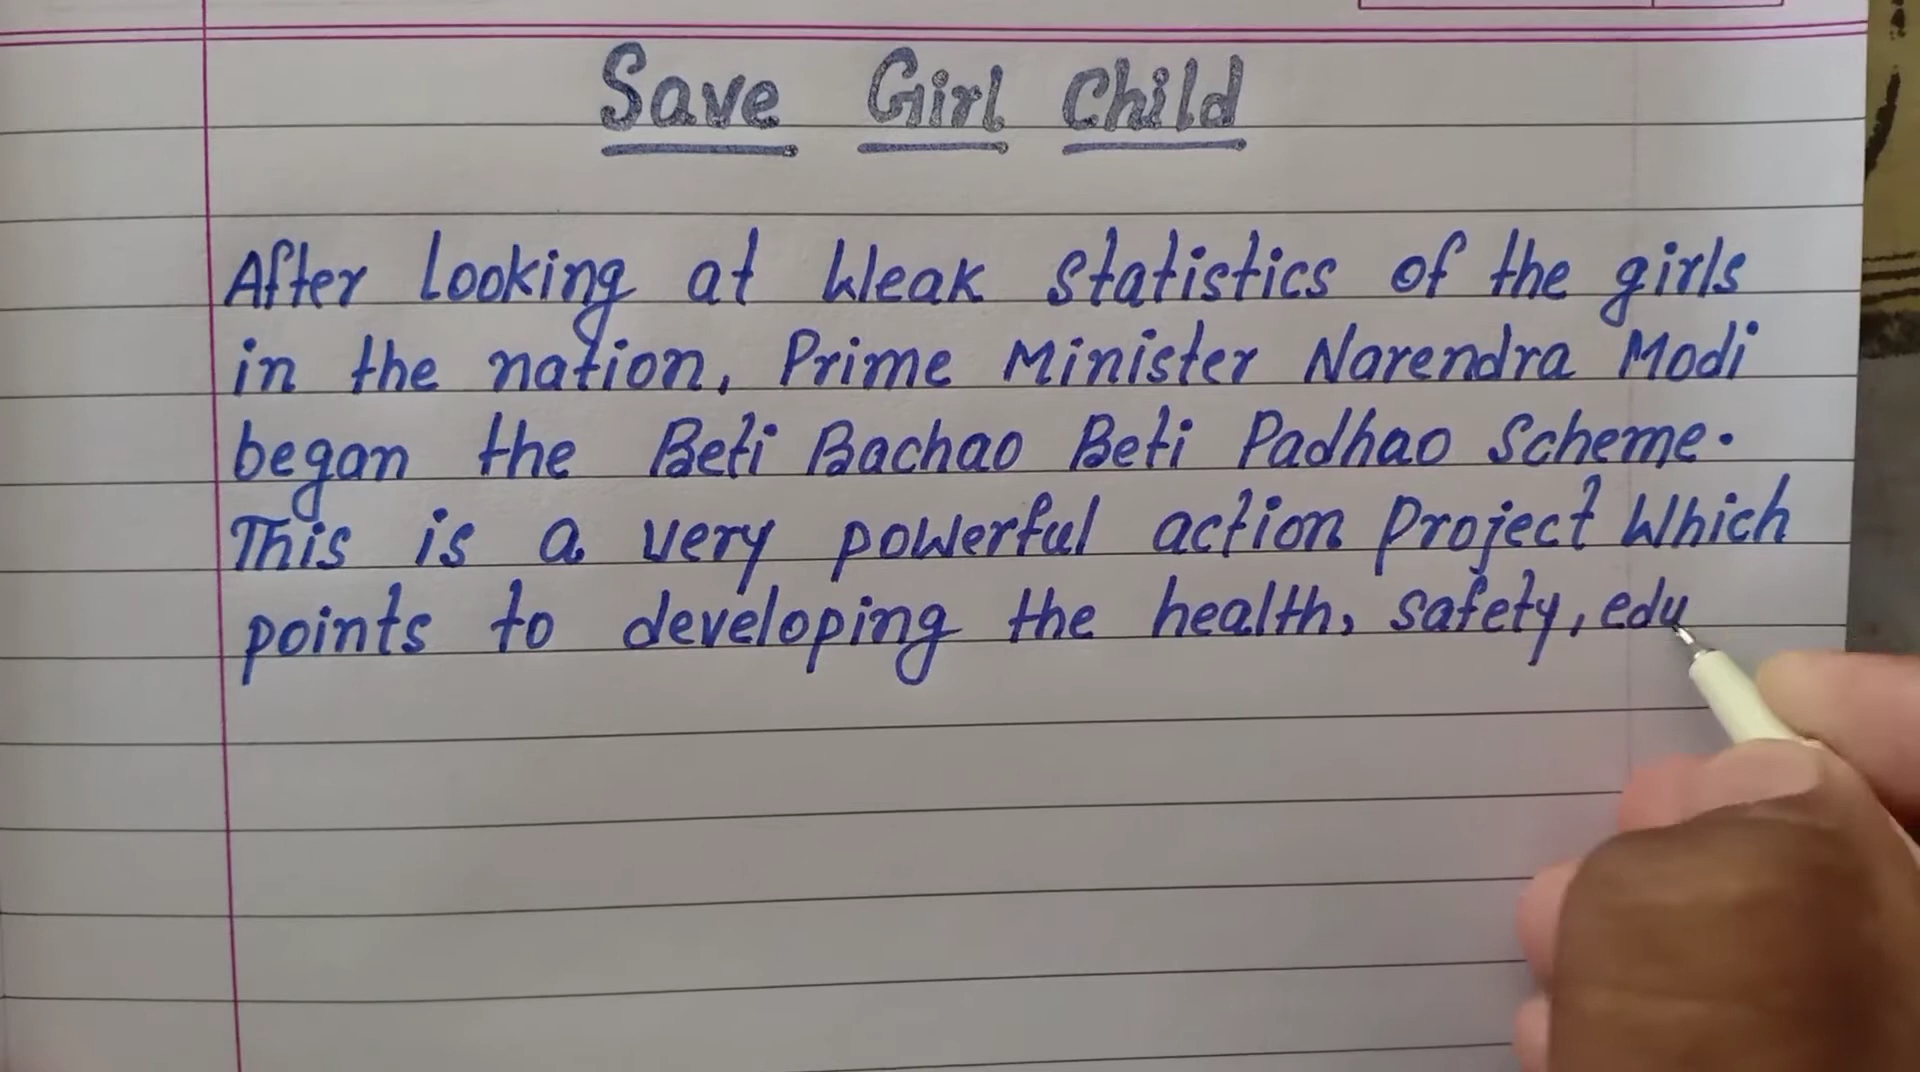 Save Girl Child
After looking at Weak statistics of the girls
in the nation, Prime Minister Narendra Modi
began the Beti Bachao Beti Padhao Scheme.
This is a very powerful action project Which
points to developing the health, safety, edu